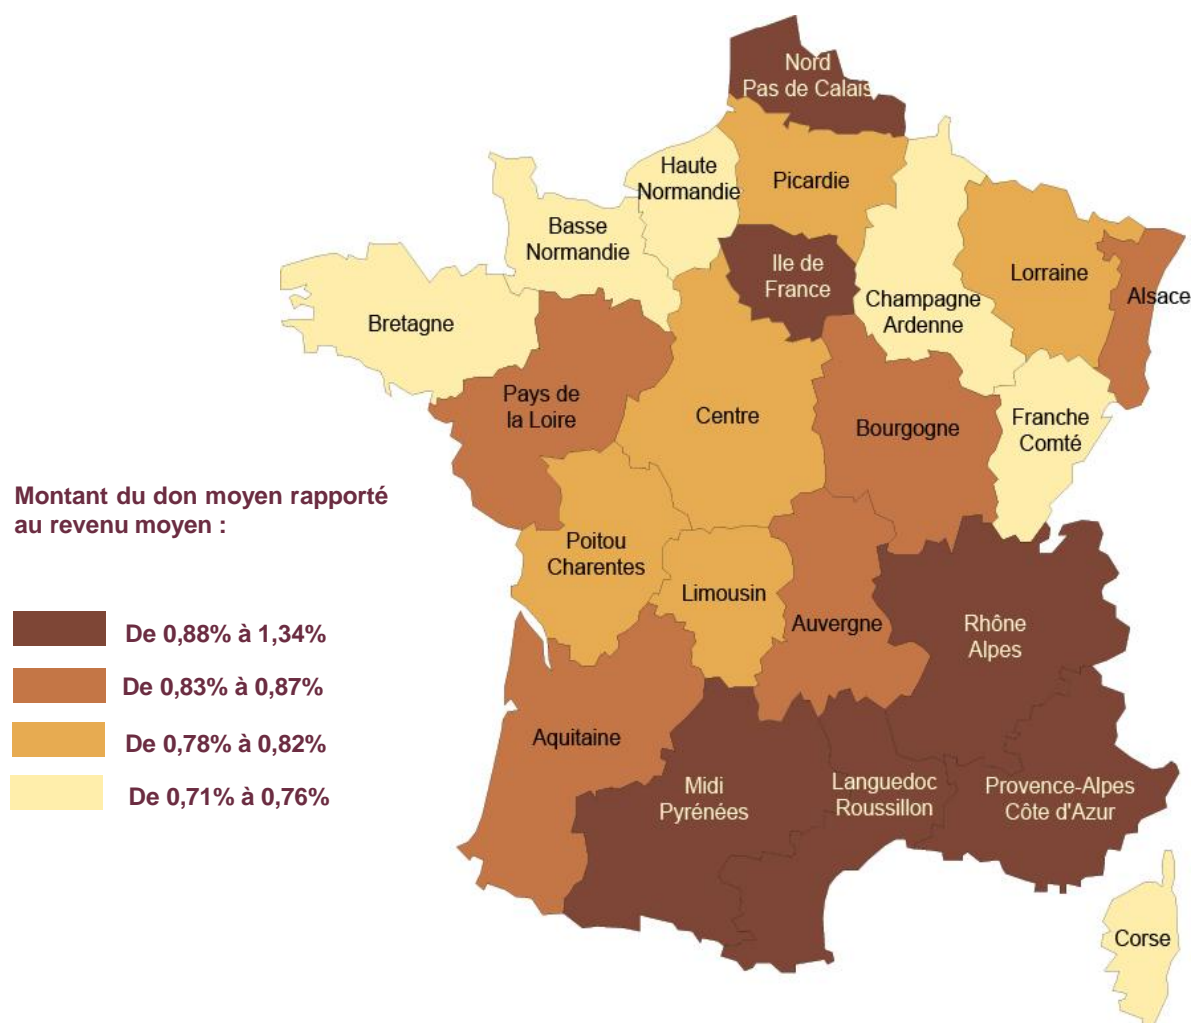 Nord
Pas de Calais
Haute
Normandie
Picardie
Basse
Normandie
Ile de
France
Lorraine
Alsace
Champagne
Ardenne
Bretagne
Pays de
la Loire
Centre
Bourgogne
Franche
Comté
Montant du don moyen rapporté
au revenu moyen :
Poitou
Charentes
Limousin
Auvergne
Rhône
Alpes
De 0,88% à 1,34%
De 0,83% à 0,87%
De 0,78% à 0,82%
De 0,71% à 0,76%
Aquitaine
Midi
Pyrénées
Languedoc
Roussillon
Provence-Alpes
Côte d'Azur
Corse